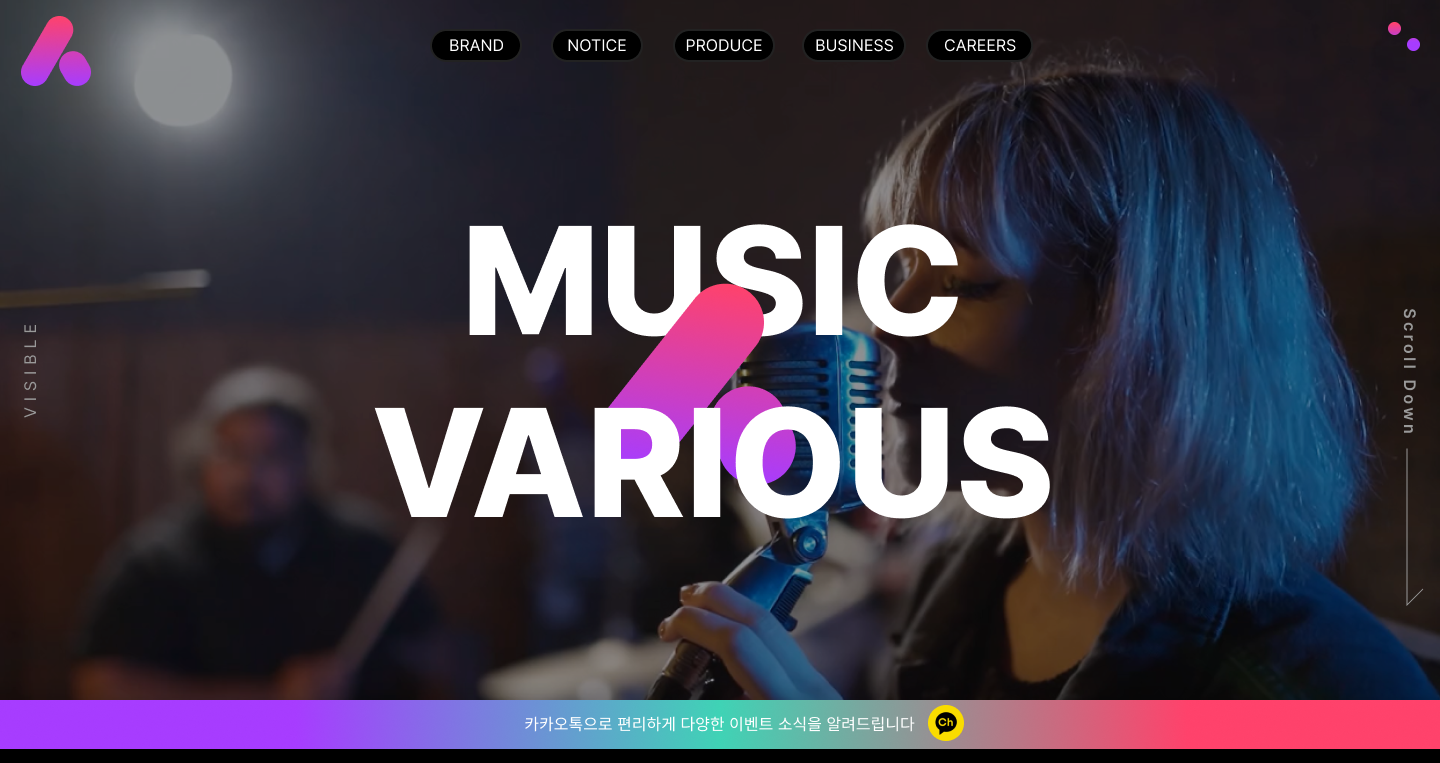 BRAND
NOTICE
PRODUCE
BUSINESS
CAREERS
MUSIC
VARIOUS
VISIBLE
Scroll Down
카카오톡으로 편리하게 다양한 이벤트 소식을 알려드립니다
Ch